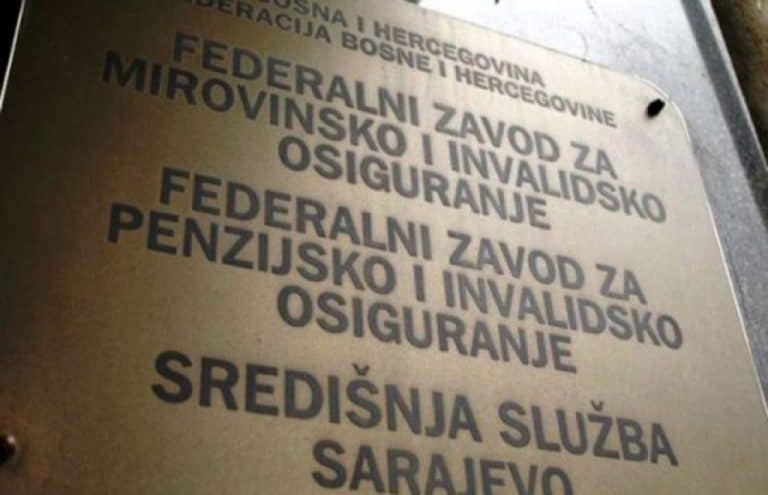 BOSNA I HERCEGOVINA
FEDERACIJA BOSNE I HERCEGOVINE
FEDERALNI ZAVOD ZA
MIROVINSKO I INVALIDSKO
OSIGURANJE
FEDERALNI ZAVOD ZA
PENZIJSKO I INVALIDSKO
OSIGURANJE
SREDIŠNJA SLUŽBA
SARAJEVO